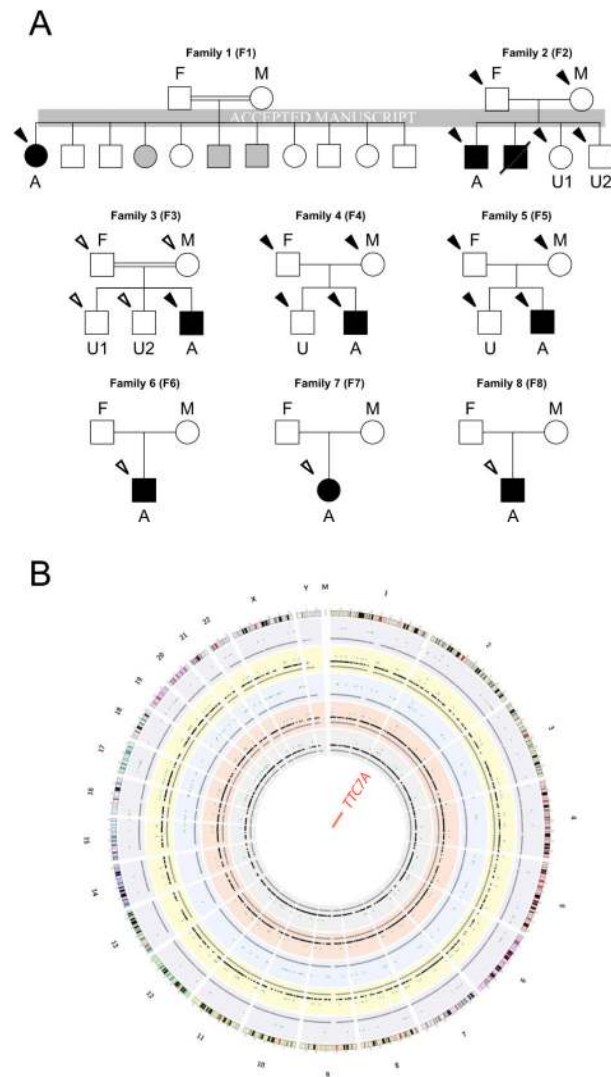 A
Family 1 (F1) Family 2 (F2)
F M F M
ACCEPTED MANUSCRIPT
A A U1 U2
Family 3 (F3) Family 4 (F4) Family 5 (F5)
F M F M F M
U1 U2 A U A U A
Family 6 (F6) Family 7 (F7) Family 8 (F8)
F M F M F M
A A A
B
X Y M 1
22 2
21
20 3
19
18 4
17
16 5
15
14 6
13
12 7
11 10 9 8
TTC7A